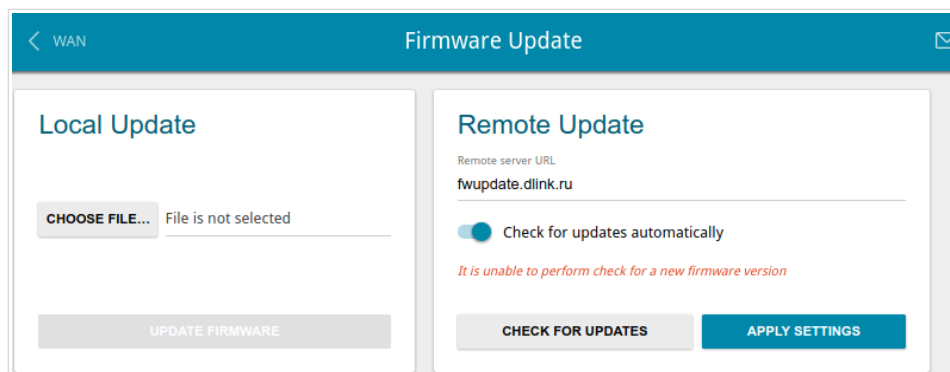 WAN
Firmware Update
Local Update
CHOOSE FILE...
File is not selected
UPDATE FIRMWARE
Remote Update
Remote server URL
fwupdate.dlink.ru
Check for updates automatically
It is unable to perform check for a new firmware version
CHECK FOR UPDATES
APPLY SETTINGS